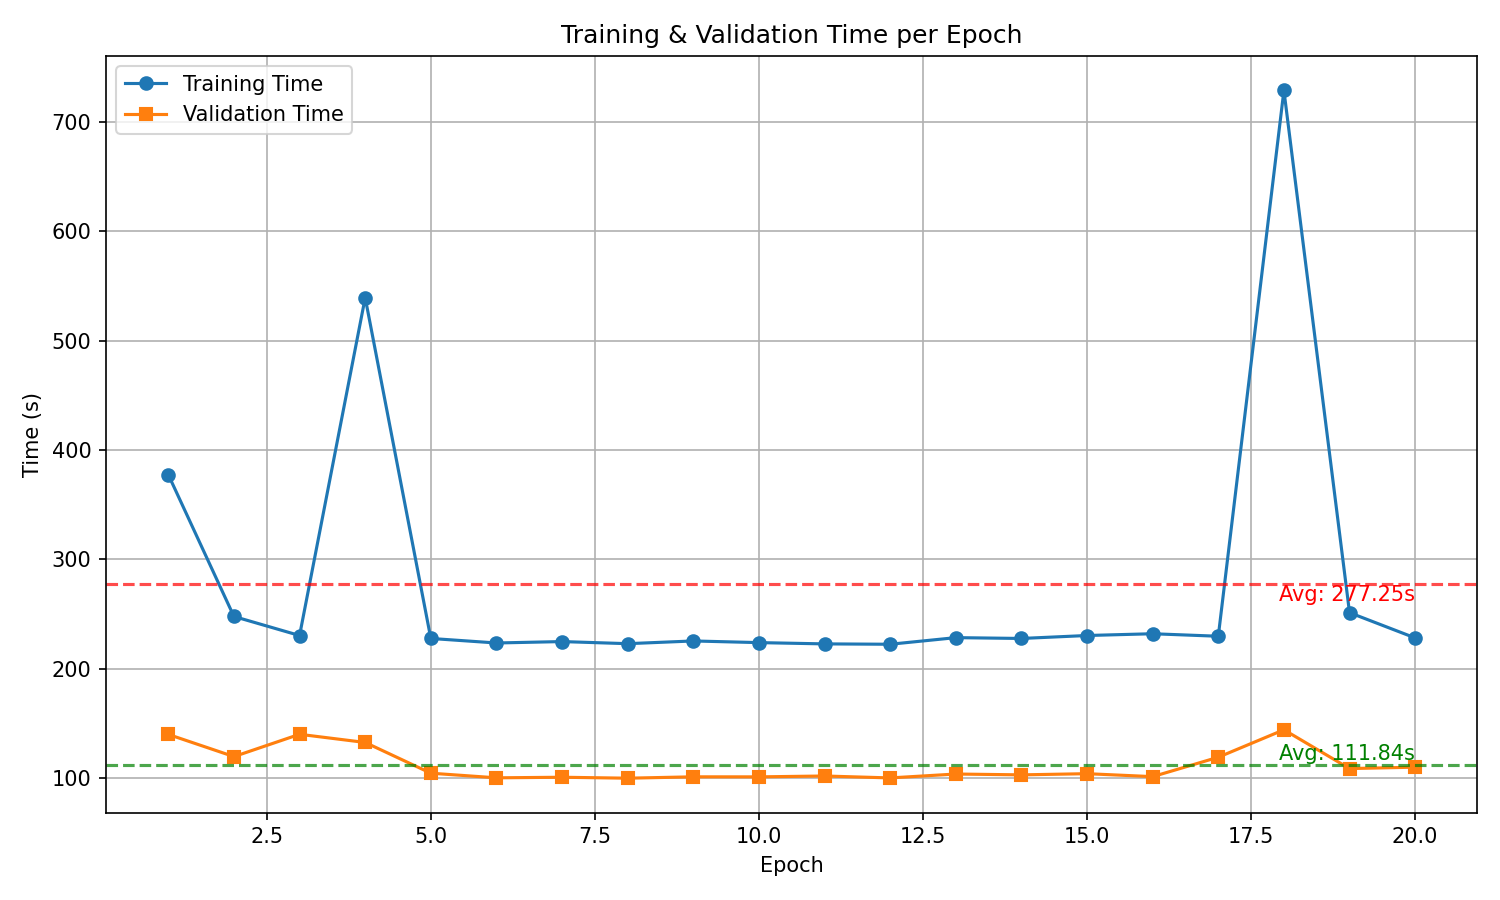 Training & Validation Time per Epoch
Training Time
Validation Time
700
600
500
400
300
200
100
Time (s)
Avg: 277.25s
Avg: 111.84s
2.5
5.0
7.5
10.0
12.5
15.0
17.5
20.0
Epoch